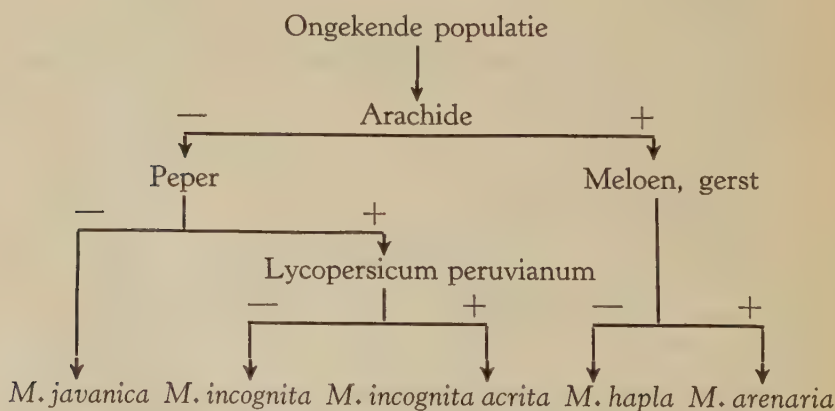 Ongekende populatie
— Arachide +
Peper Meloen, gerst
— +
Lycopersicum peruvianum
— + — +
M. javanica M. incognita M. incognita acrita M. hapla M. arenaria